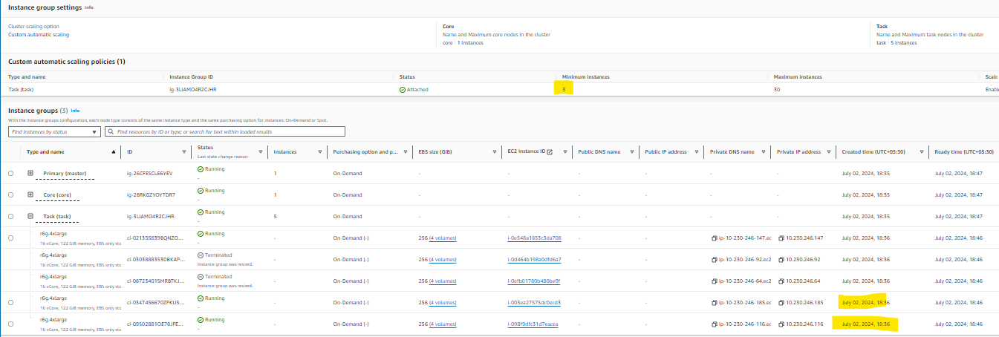 Instance group settings Info
Cluster scaling option
Custom automatic scaling
Core
Name and Maximum core nodes in the cluster
core | 1 instances
Task
Name and Maximum task nodes in the cluster
task | 5 instances
Custom automatic scaling policies (1)
Type and name Instance Group ID Status Minimum instances Maximum instances Scale
Task (task) ig-3LIAMO4R2CJHR Attached 3 30 Enabl
Instance groups (3) Info
With the instance groups configuration, each node type consists of the same instance type and the same purchasing option for instances: On-Demand or Spot.
Find instances by status Find resources by ID or type; or search for text within loaded results
Type and name ID Status Instances Purchasing option and p... EBS size (GiB) EC2 Instance ID Public DNS name Public IP address Private DNS name Private IP address Created time (UTC+05:30) Ready time (UTC+05:30)
Last state change reason
Primary (master) ig-26CFESCLE6YEV Running 1 On-Demand - - - - - - July 02, 2024, 18:35 July 02, 2024, 18:47
-
Core (core) ig-2BRKGZYOYTDR7 Running 1 On-Demand - - - - - - July 02, 2024, 18:35 July 02, 2024, 18:47
-
Task (task) ig-3LIAMO4R2CJHR Running 5 On-Demand - - - - - - July 02, 2024, 18:35 July 02, 2024, 18:47
-
r6g.4xlarge ci-021355839BQNZO... Running - On-Demand (-) 256 (4 volumes) i-0e548a1853c3da708 - - ip-10-230-246-147.ec 10.230.246.147 July 02, 2024, 18:36 July 02, 2024, 18:46
16 vCore, 122 GiB memory, EBS only sto -
r6g.4xlarge ci-0303888353DBKAP... Terminated - On-Demand (-) 256 (4 volumes) i-0d464b198a0dfd6a7 - - ip-10-230-246-92.ec2 10.230.246.92 July 02, 2024, 18:36 July 02, 2024, 18:46
16 vCore, 122 GiB memory, EBS only sto Instance group was resized.
r6g.4xlarge ci-08723401SMRBTKJ... Terminated - On-Demand (-) 256 (4 volumes) i-0efb01780b480be9f - - ip-10-230-246-64.ec2 10.230.246.64 July 02, 2024, 18:36 July 02, 2024, 18:46
16 vCore, 122 GiB memory, EBS only sto Instance group was resized.
r6g.4xlarge ci-0347456670ZPKUS... Running - On-Demand (-) 256 (4 volumes) i-003ea27575dc0ecd3 - - ip-10-230-246-185.ec 10.230.246.185 July 02, 2024, 18:36 July 02, 2024, 18:46
16 vCore, 122 GiB memory, EBS only sto -
r6g.4xlarge ci-09502881OE78JFE... Running - On-Demand (-) 256 (4 volumes) i-098f9dfc31d7eacea - - ip-10-230-246-116.ec 10.230.246.116 July 02, 2024, 18:36 July 02, 2024, 18:46
16 vCore, 122 GiB memory, EBS only sto -